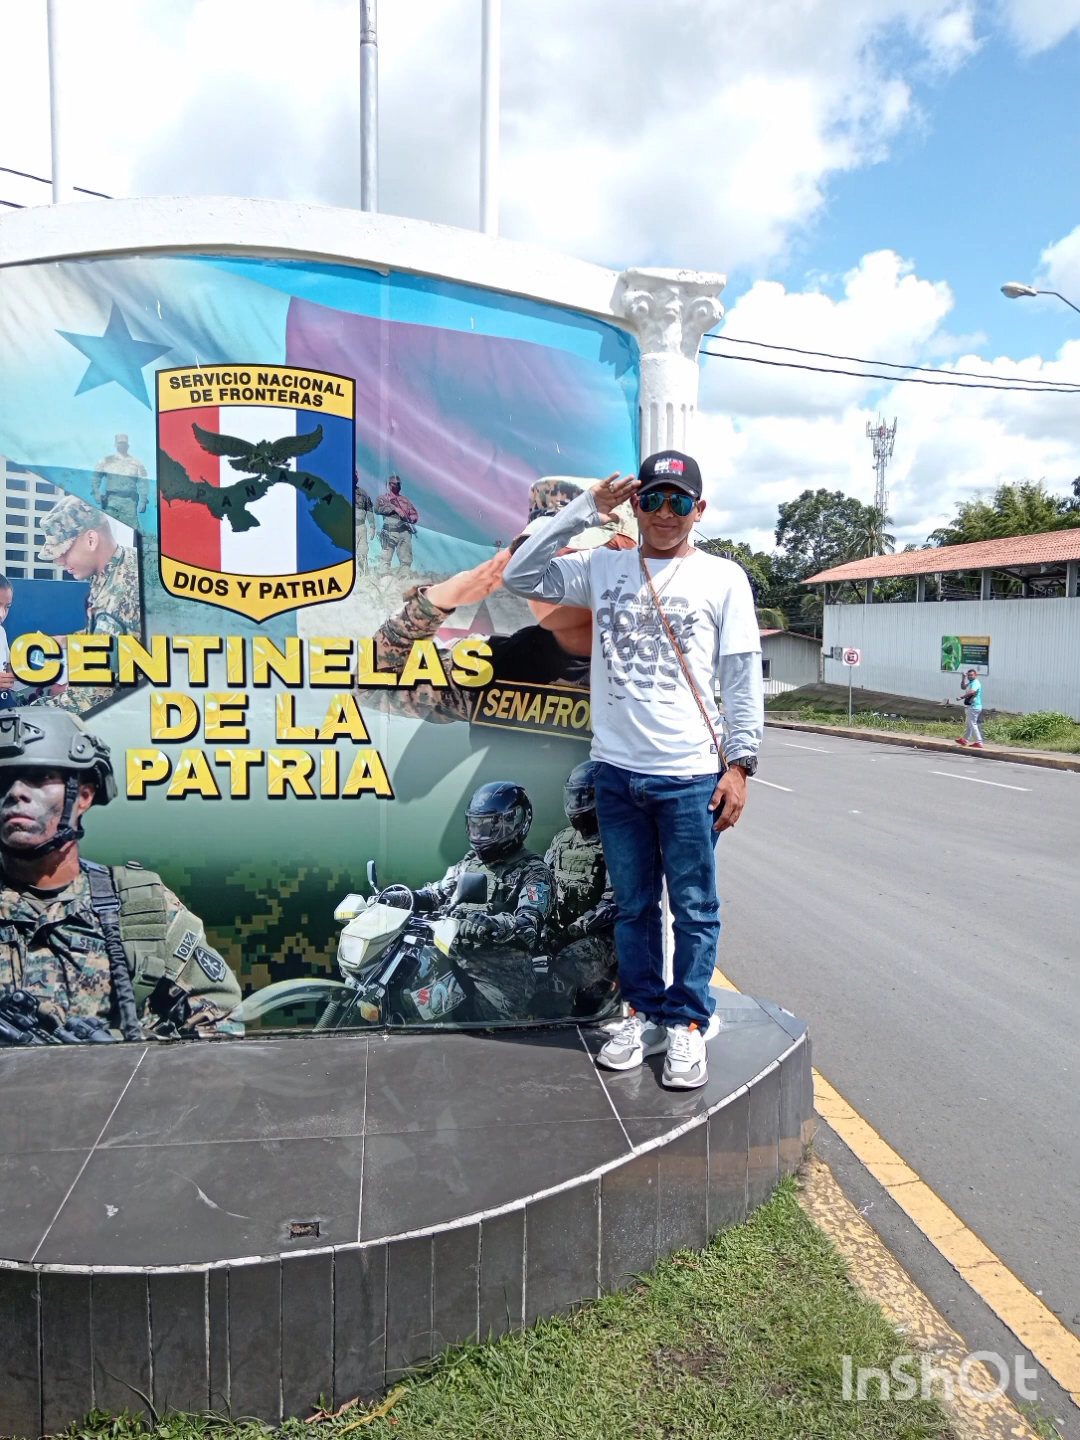 SERVICIO NACIONAL
DE FRONTERAS
PANAMA
DIOS Y PATRIA
CENTINELAS
DE LA
PATRIA
SENAFRO
InShOt